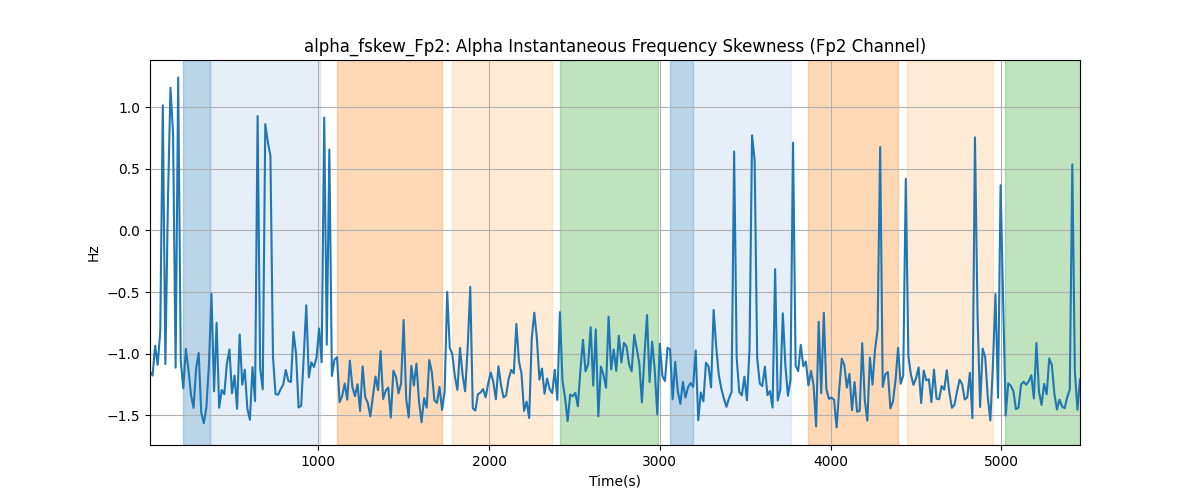 alpha_fskew_Fp2: Alpha Instantaneous Frequency Skewness (Fp2 Channel)
1.0
0.5
0.0
−0.5
−1.0
−1.5
Hz
1000 2000 3000 4000 5000
Time(s)